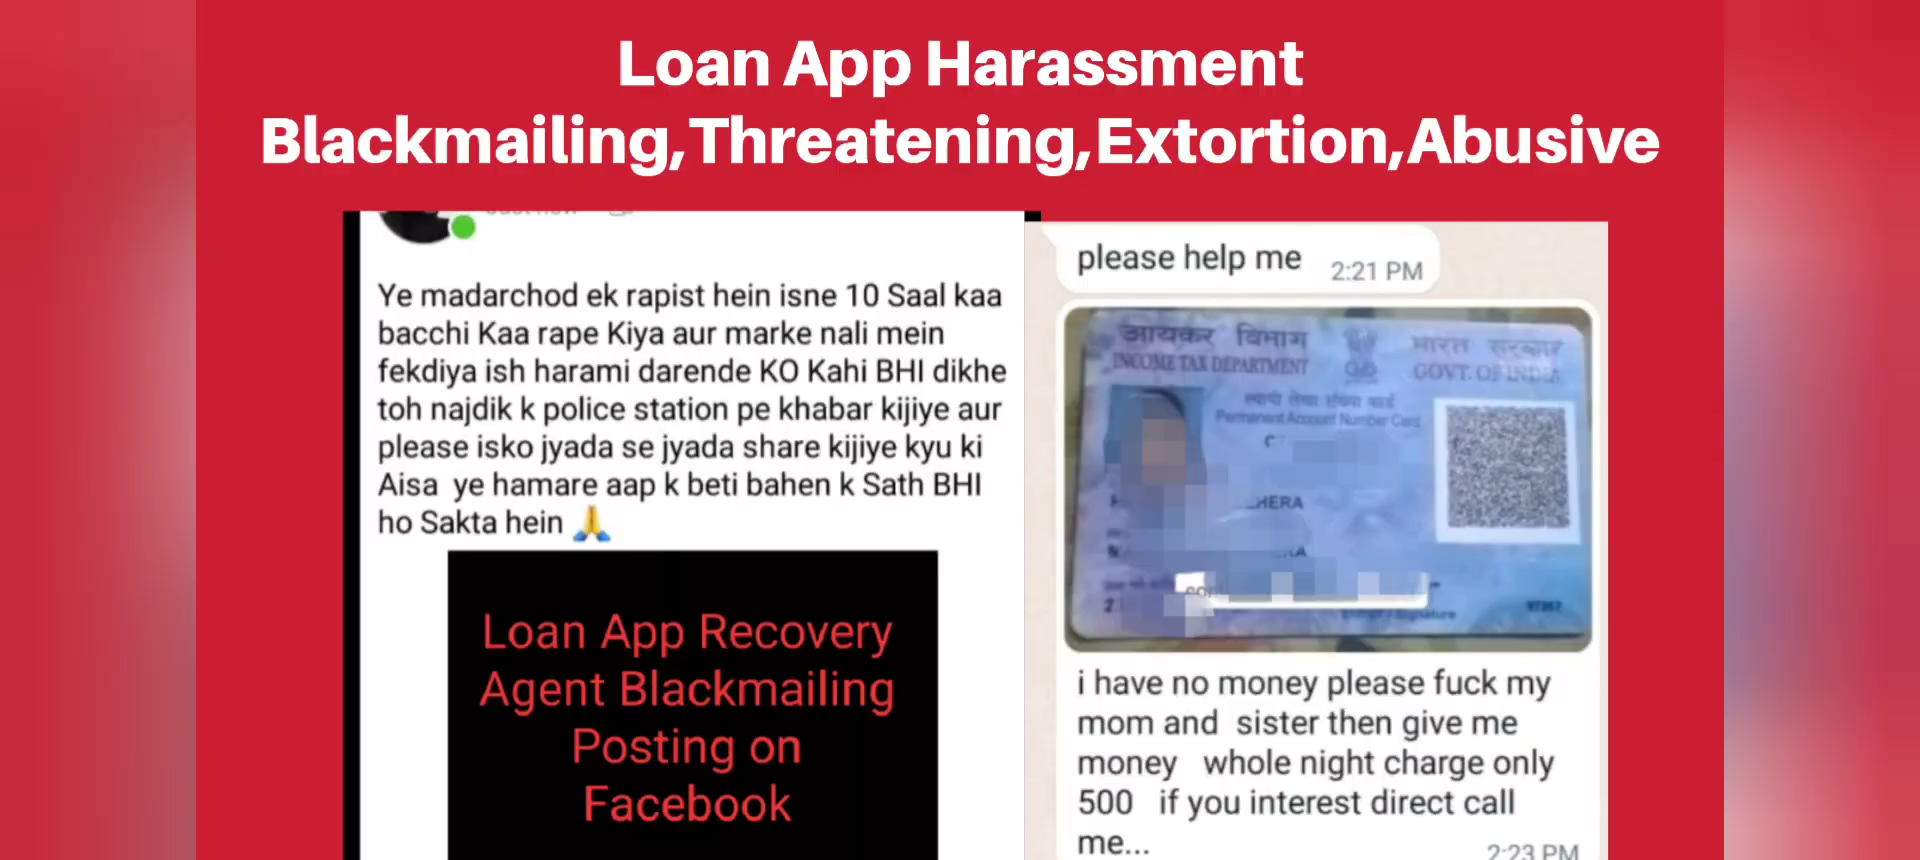 Loan App Harassment
Blackmailing,Threatening,Extortion,Abusive
Ye madarchod ek rapist hein isne 10 Saal kaa
bacchi Kaa rape Kiya aur marke nali mein
fekdiya ish harami darende KO Kahi BHI dikhe
toh najdik k police station pe khabar kijiye aur
please isko jyada se jyada share kijiye kyu ki
Aisa  ye hamare aap k beti bahen k Sath BHI
ho Sakta hein 🙏
Loan App Recovery
Agent Blackmailing
Posting on
Facebook
please help me 2:21 PM
आयकर विभाग
INCOME TAX DEPARTMENT
भारत सरकार
GOVT. OF INDIA
Permanent Account Number Card
i have no money please fuck my
mom and  sister then give me
money   whole night charge only
500   if you interest direct call
me...
2:23 PM